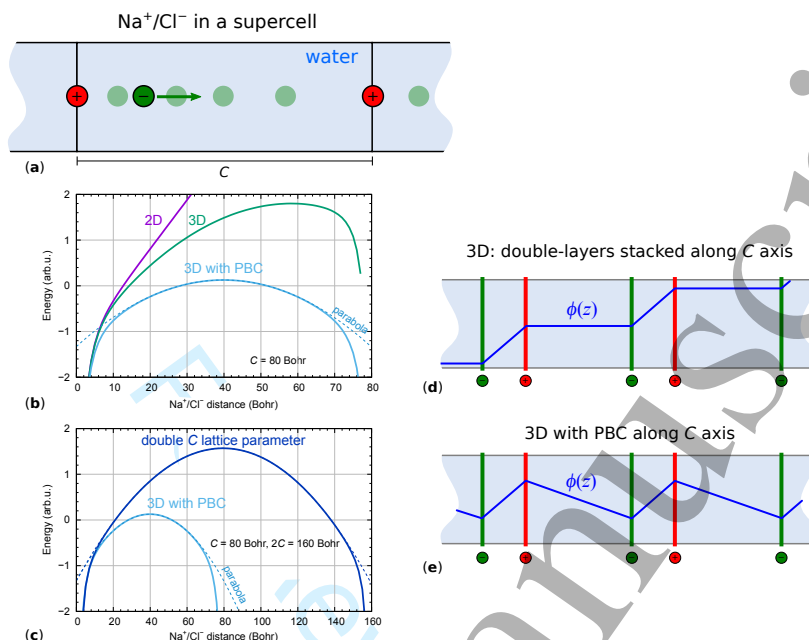 Na⁺/Cl⁻ in a supercell
water
+
−
+
(a)
C
2
1
0
−1
−2
Energy (arb.u.)
2D
3D
3D with PBC
parabola
C = 80 Bohr
0 10 20 30 40 50 60 70 80
Na⁺/Cl⁻ distance (Bohr)
(b)
2
1
0
−1
−2
Energy (arb.u.)
double C lattice parameter
3D with PBC
C = 80 Bohr, 2C = 160 Bohr
parabola
0 20 40 60 80 100 120 140 160
Na⁺/Cl⁻ distance (Bohr)
(c)
3D: double-layers stacked along C axis
ϕ(z)
− + − + −
(d)
3D with PBC along C axis
ϕ(z)
− + − + −
(e)